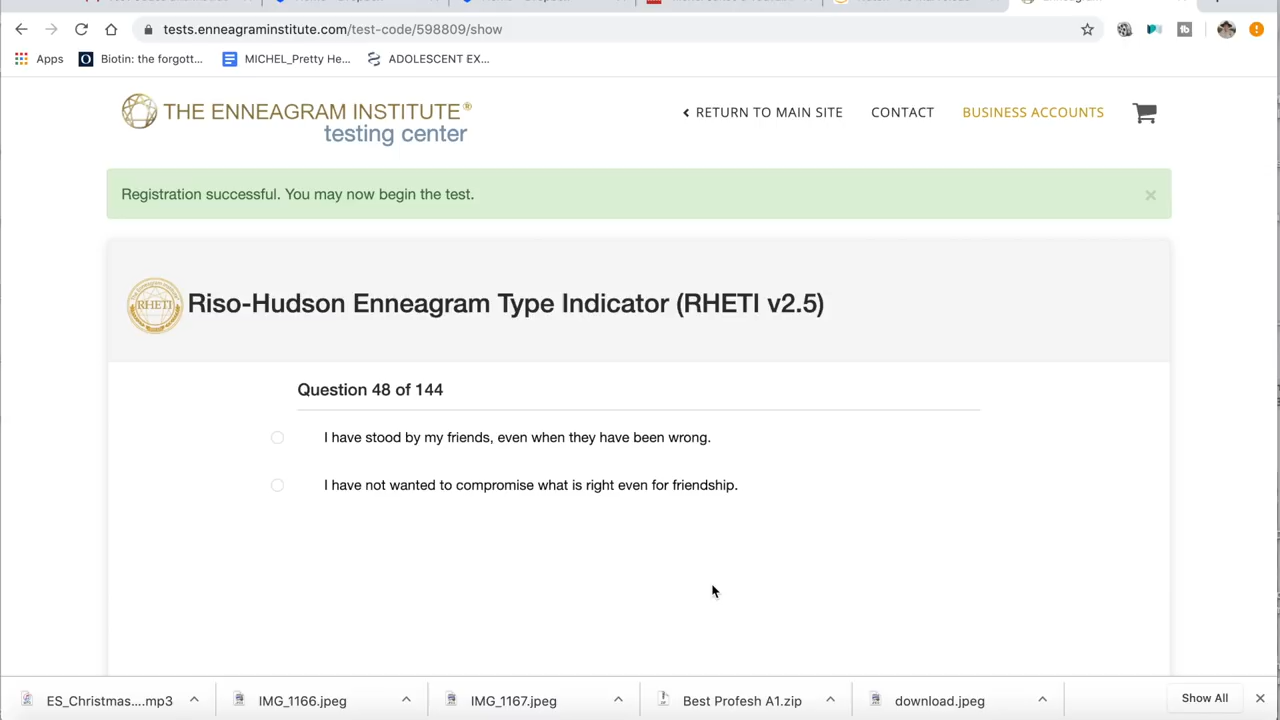 tests.enneagraminstitute.com/test-code/598809/show
Apps
Biotin: the forgott...
MICHEL_Pretty He...
ADOLESCENT EX...
THE ENNEAGRAM INSTITUTE®
testing center
RETURN TO MAIN SITE
CONTACT
BUSINESS ACCOUNTS
Registration successful. You may now begin the test.
×
RHETI
Riso-Hudson Enneagram Type Indicator (RHETI v2.5)
Question 48 of 144
I have stood by my friends, even when they have been wrong.
I have not wanted to compromise what is right even for friendship.
ES_Christmas....mp3
IMG_1166.jpeg
IMG_1167.jpeg
Best Profesh A1.zip
download.jpeg
Show All